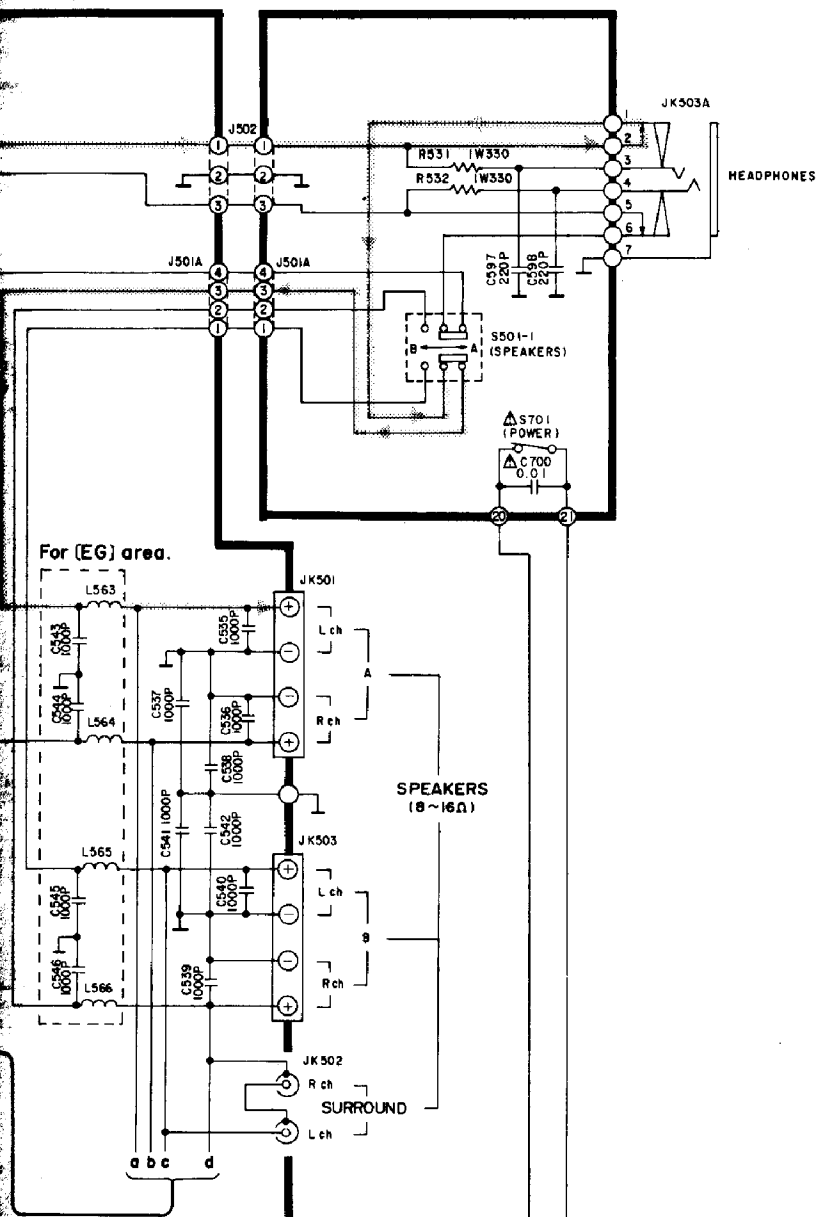 JK503A
J502
1
1
1
2
R531
1W330
2
2
3
R532
1W330
4
HEADPHONES
3
3
5
6
7
J501A
J501A
C597
220P
C598
220P
4
4
3
3
2
2
1
1
B
A
S501-1
(SPEAKERS)
S701
(POWER)
C700
0.01
20
21
For [EG] area.
JK501
L563
+
C543
1000P
C535
1000P
L ch
−
A
C544
1000P
C537
1000P
C536
1000P
−
R ch
L564
+
C538
1000P
SPEAKERS
(8~16Ω)
C541 1000P
C542
1000P
JK503
L565
+
C545
1000P
C540
1000P
L ch
−
B
C546
1000P
C539
1000P
−
R ch
L566
+
JK502
R ch
SURROUND
L ch
a b c d